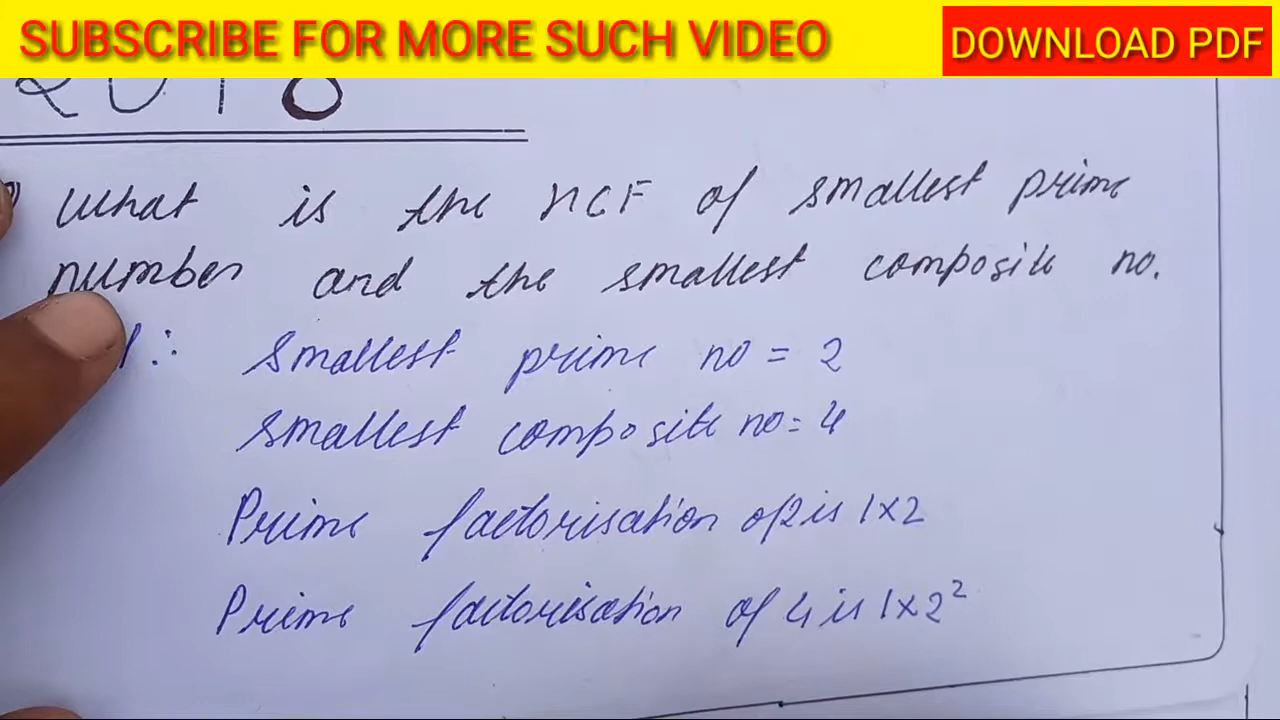 SUBSCRIBE FOR MORE SUCH VIDEO
DOWNLOAD PDF
2018
What is the HCF of smallest prime
number and the smallest composite no.
∴ Smallest prime no = 2
Smallest composite no = 4
Prime factorisation of 2 is 1×2
Prime factorisation of 4 is 1×2²